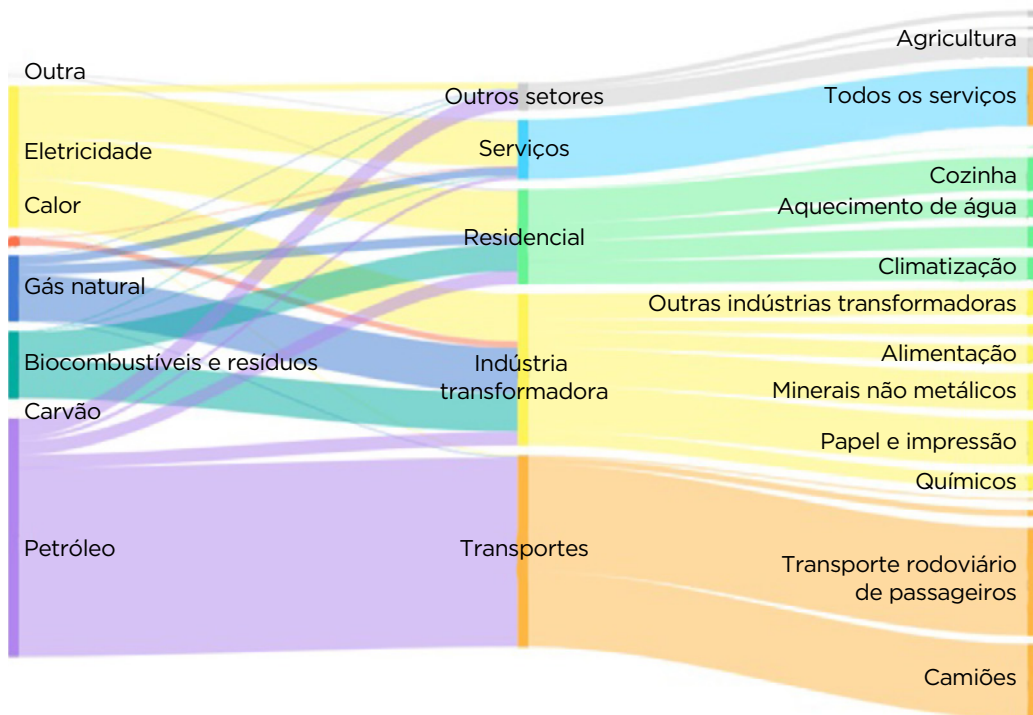 Outra
Eletricidade
Calor
Gás natural
Biocombustíveis e resíduos
Carvão
Petróleo
Outros setores
Serviços
Residencial
Indústria
transformadora
Transportes
Agricultura
Todos os serviços
Cozinha
Aquecimento de água
Climatização
Outras indústrias transformadoras
Alimentação
Minerais não metálicos
Papel e impressão
Químicos
Transporte rodoviário
de passageiros
Camiões